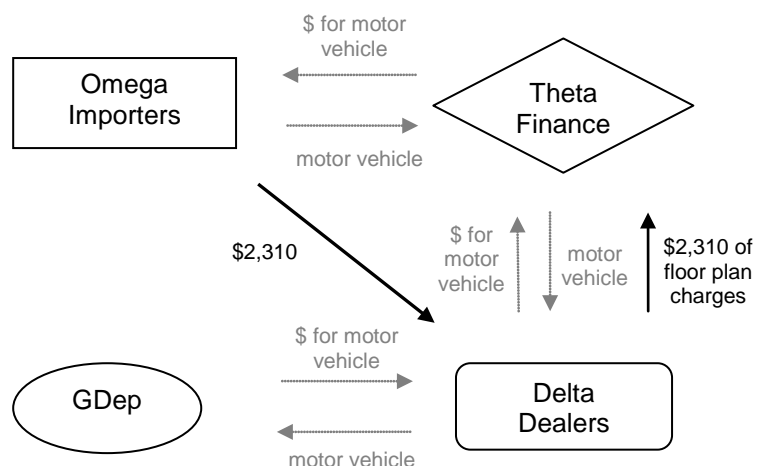 $ for motor
vehicle
Omega
Importers
Theta
Finance
motor vehicle
$2,310
$ for
motor
vehicle
motor
vehicle
$2,310 of
floor plan
charges
$ for motor
vehicle
GDep
Delta
Dealers
motor vehicle